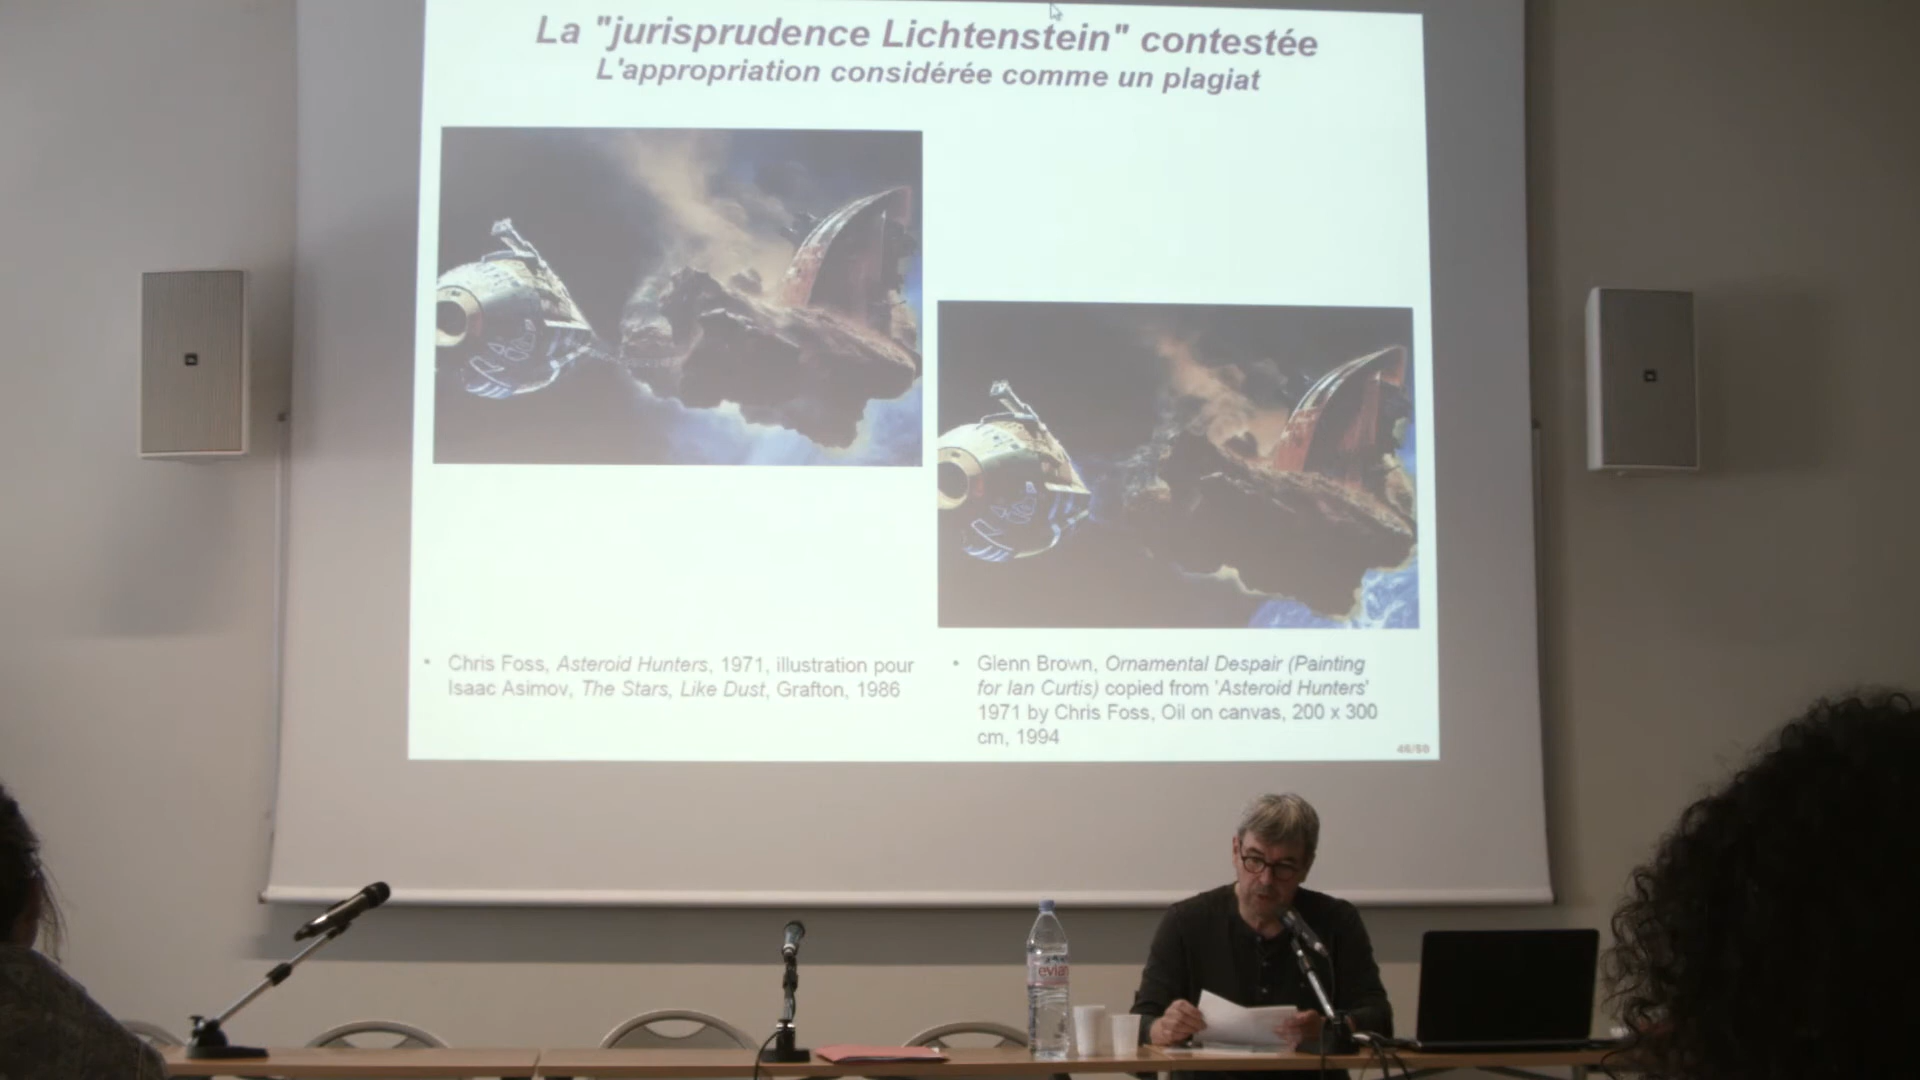 La "jurisprudence Lichtenstein" contestée
L'appropriation considérée comme un plagiat
• Chris Foss, Asteroid Hunters, 1971, illustration pour
Isaac Asimov, The Stars, Like Dust, Grafton, 1986
• Glenn Brown, Ornamental Despair (Painting
for Ian Curtis) copied from 'Asteroid Hunters'
1971 by Chris Foss, Oil on canvas, 200 x 300
cm, 1994
evian